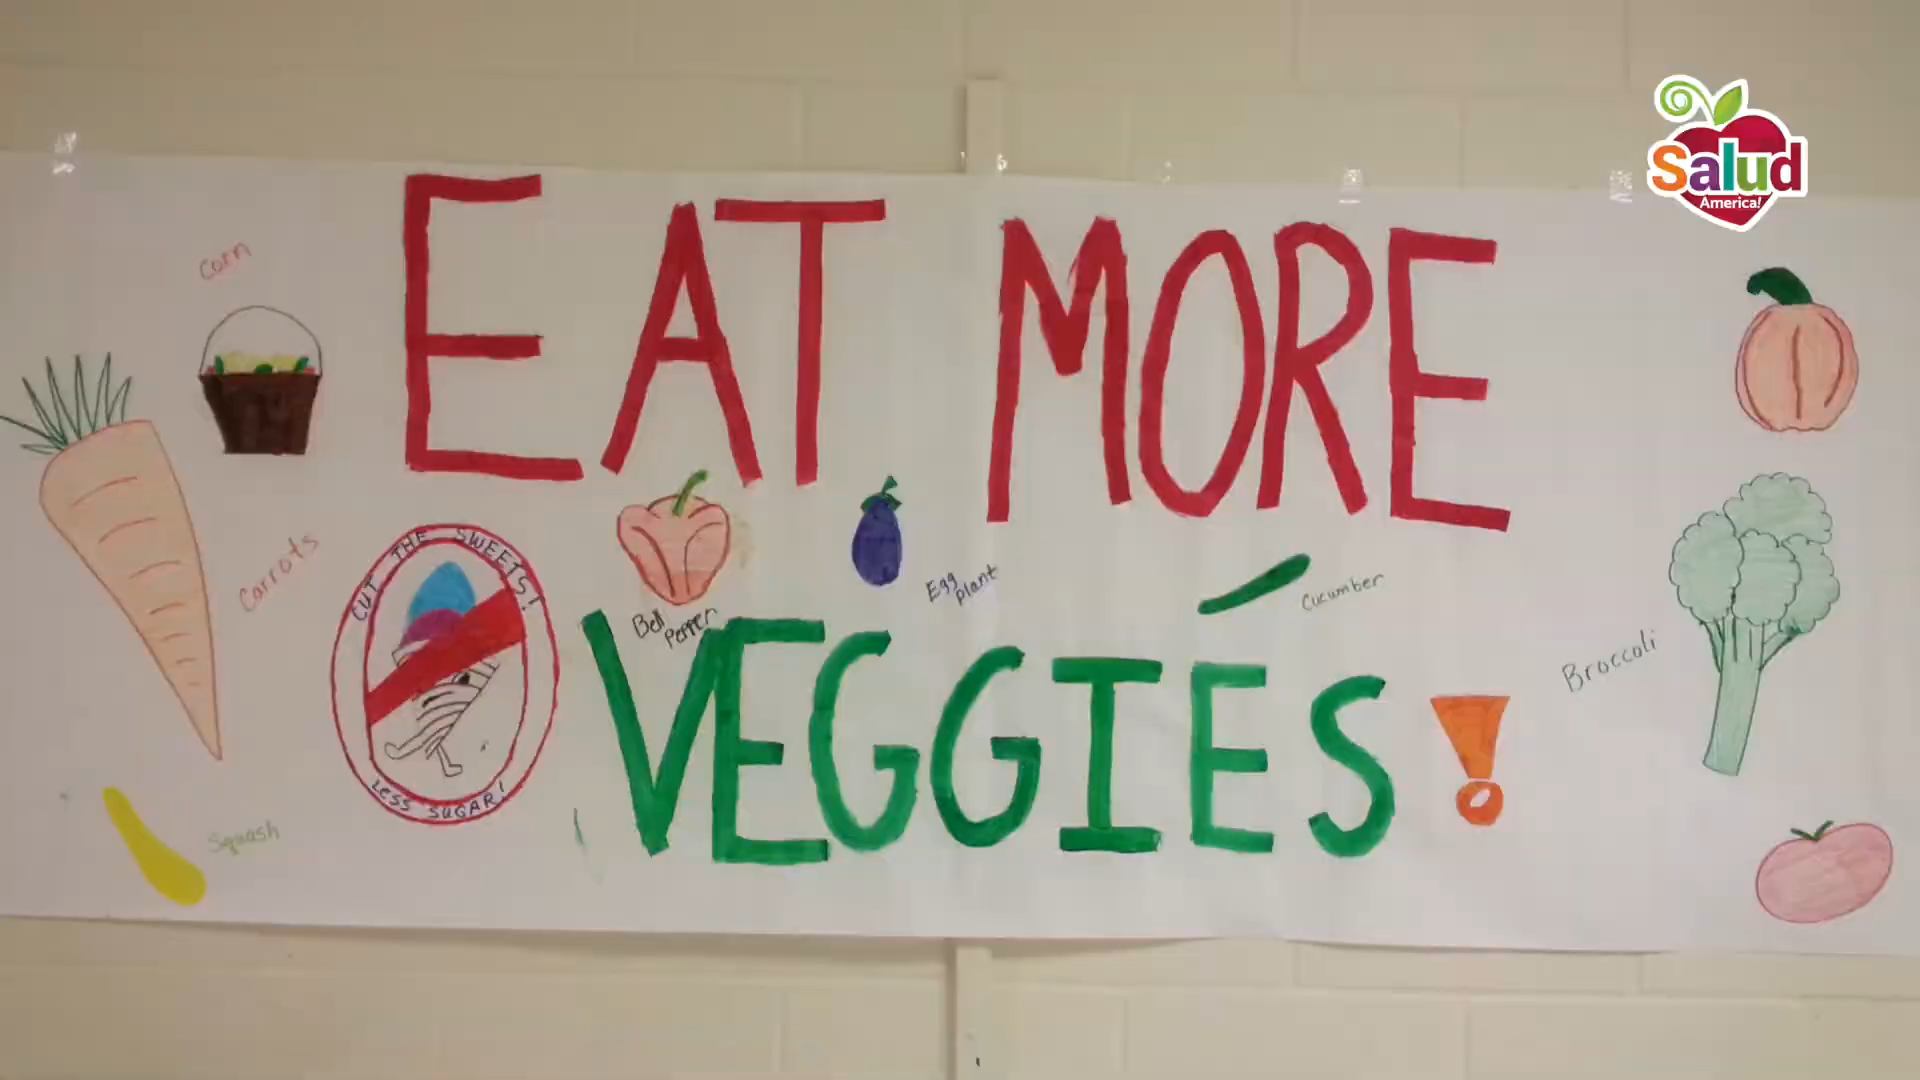 Salud
America!
EAT MORE
VEGGIÉS!
Corn
Carrots
CUT THE SWEETS!
LESS SUGAR!
Bell
Pepper
Egg
plant
Cucumber
Broccoli
Squash